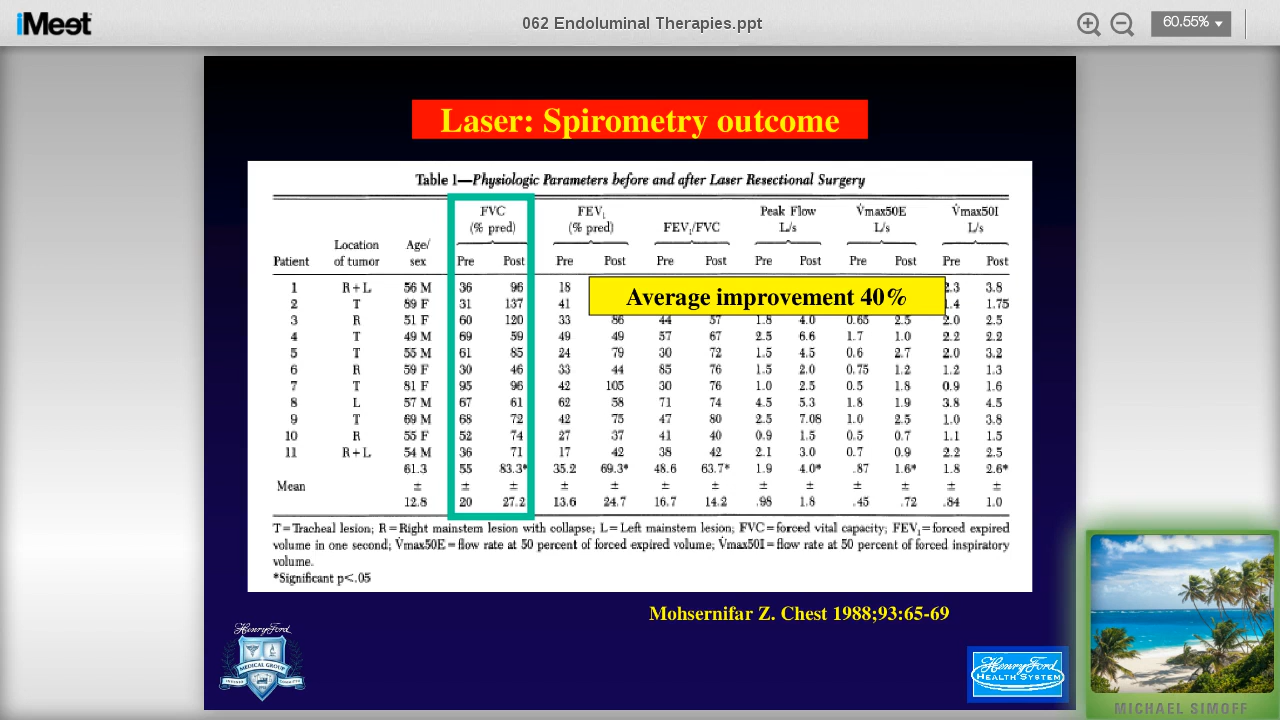 iMeet
062 Endoluminal Therapies.ppt
60.55%
Laser: Spirometry outcome
Table 1—Physiologic Parameters before and after Laser Resectional Surgery
FVC FEV1 Peak Flow V̇max50E V̇max50I
(% pred) (% pred) FEV1/FVC L/s L/s L/s
Location Age/
Patient of tumor sex Pre Post Pre Post Pre Post Pre Post Pre Post Pre Post
1 R+L 56 M 36 96 18 2.3 3.8
2 T 89 F 31 137 41 1.4 1.75
Average improvement 40%
3 R 51 F 60 120 33 86 44 57 1.8 4.0 0.65 2.5 2.0 2.5
4 T 49 M 69 59 49 49 57 67 2.5 6.6 1.7 1.0 2.2 2.2
5 T 55 M 61 85 24 79 30 72 1.5 4.5 0.6 2.7 2.0 3.2
6 R 59 F 30 46 33 44 85 76 1.5 2.0 0.75 1.2 1.2 1.3
7 T 81 F 95 96 42 105 30 76 1.0 2.5 0.5 1.8 0.9 1.6
8 L 57 M 67 61 62 58 71 74 4.5 5.3 1.8 1.9 3.8 4.5
9 T 69 M 68 72 42 75 47 80 2.5 7.08 1.0 2.5 1.0 3.8
10 R 55 F 52 74 27 37 41 40 0.9 1.5 0.5 0.7 1.1 1.5
11 R+L 54 M 36 71 17 42 38 42 2.1 3.0 0.7 0.9 2.2 2.5
61.3 55 83.3* 35.2 69.3* 48.6 63.7* 1.9 4.0* .87 1.6* 1.8 2.6*
Mean ± ± ± ± ± ± ± ± ± ± ± ± ±
12.8 20 27.2 13.6 24.7 16.7 14.2 .98 1.8 .45 .72 .84 1.0
T=Tracheal lesion; R=Right mainstem lesion with collapse; L=Left mainstem lesion; FVC=forced vital capacity; FEV1=forced expired
volume in one second; V̇max50E=flow rate at 50 percent of forced expired volume; V̇max50I=flow rate at 50 percent of forced inspiratory
volume.
*Significant p<.05
Mohsernifar Z. Chest 1988;93:65-69
Henry Ford
MEDICAL GROUP
Henry Ford
HEALTH SYSTEM
MICHAEL SIMOFF